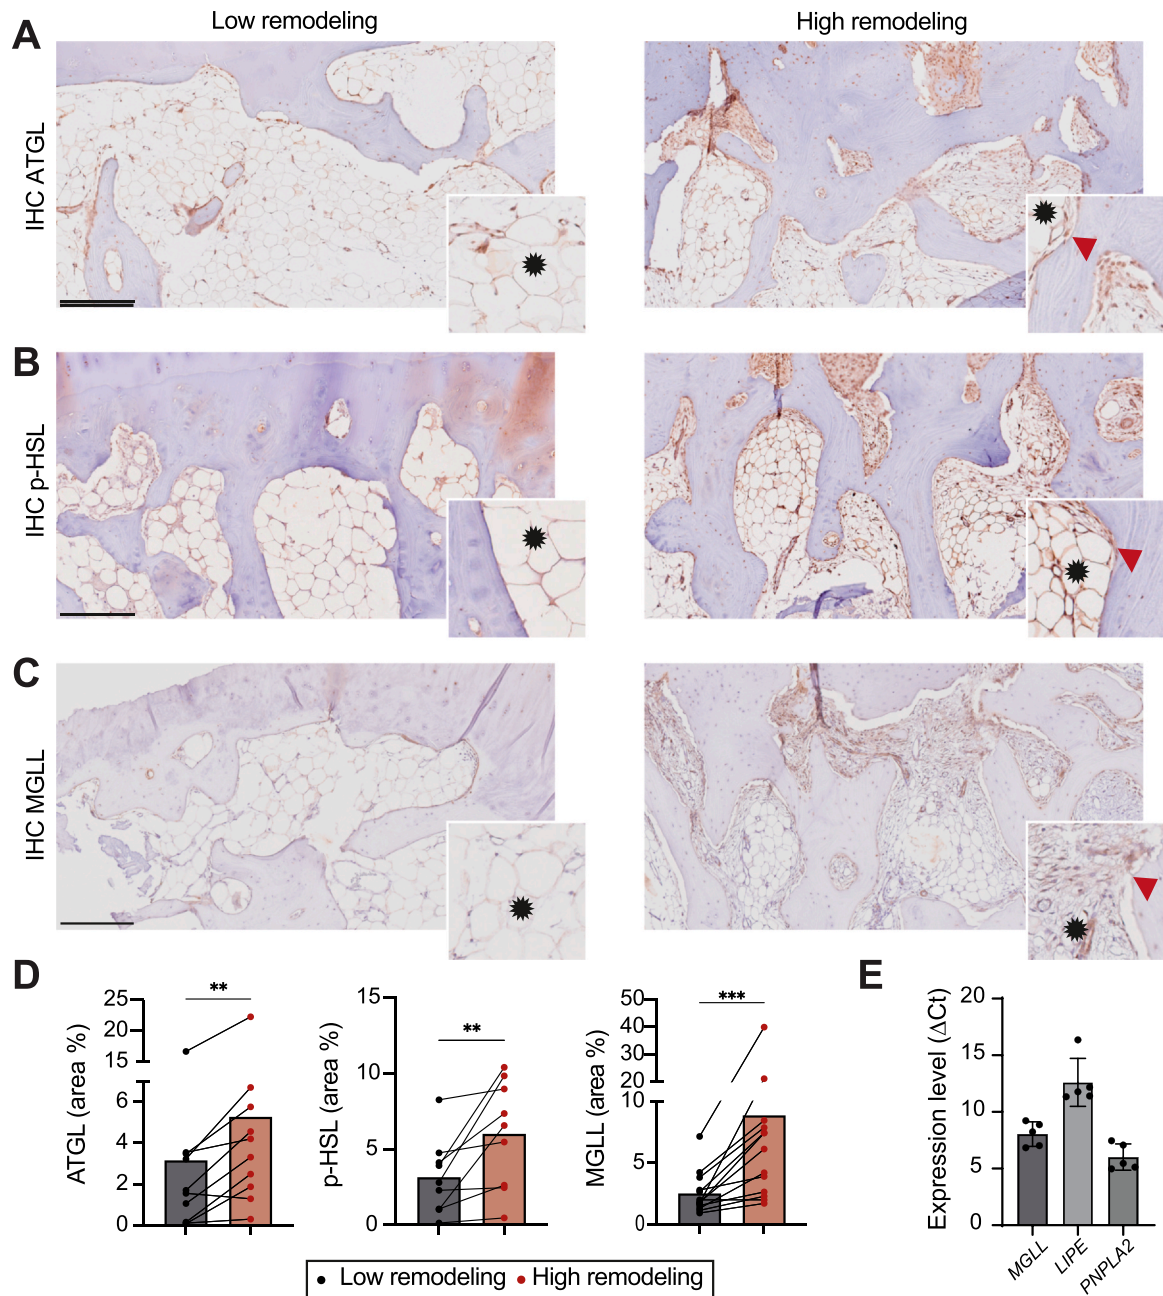 Low remodeling
High remodeling
A
IHC ATGL
B
IHC p-HSL
C
IHC MGLL
D
ATGL (area %)
25
20
15
6
4
2
0
**
p-HSL (area %)
15
10
5
0
**
MGLL (area %)
50
40
30
20
10
5
0
***
Low remodeling
High remodeling
E
Expression level (ΔCt)
20
15
10
5
0
MGLL
LIPE
PNPLA2